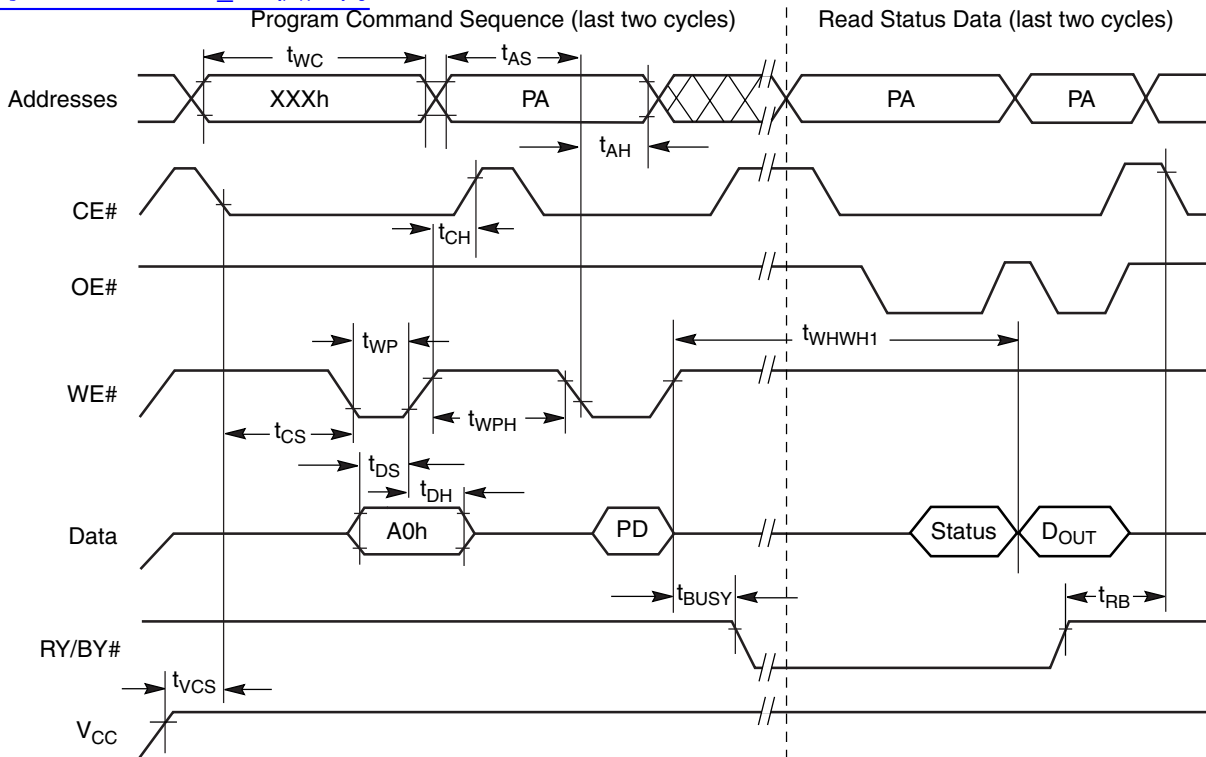 Program Command Sequence (last two cycles)
Read Status Data (last two cycles)
tWC
tAS
Addresses
XXXh
PA
PA
PA
tAH
CE#
tCH
OE#
tWP
tWHWH1
WE#
tWPH
tCS
tDS
tDH
Data
A0h
PD
Status
DOUT
tBUSY
tRB
RY/BY#
tVCS
VCC